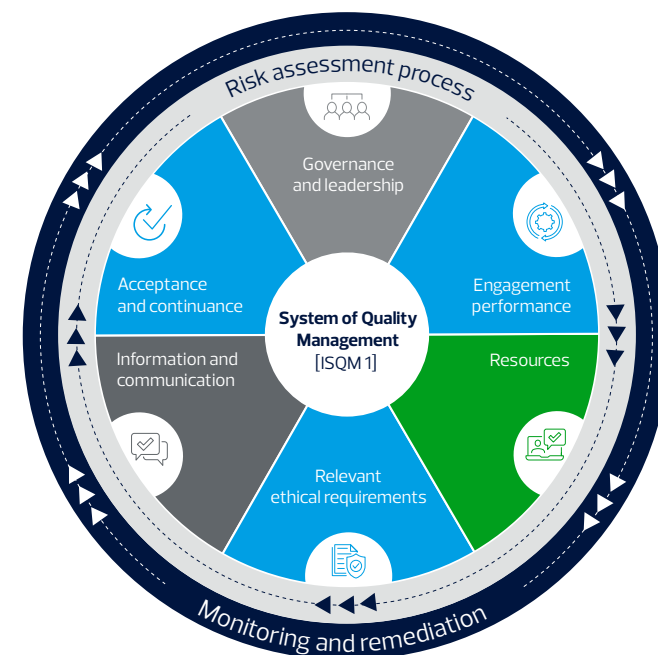 Risk assessment process
Governance
and leadership
Acceptance
and continuance
Engagement
performance
System of Quality
Management
[ISQM 1]
Information and
communication
Resources
Relevant
ethical requirements
Monitoring and remediation